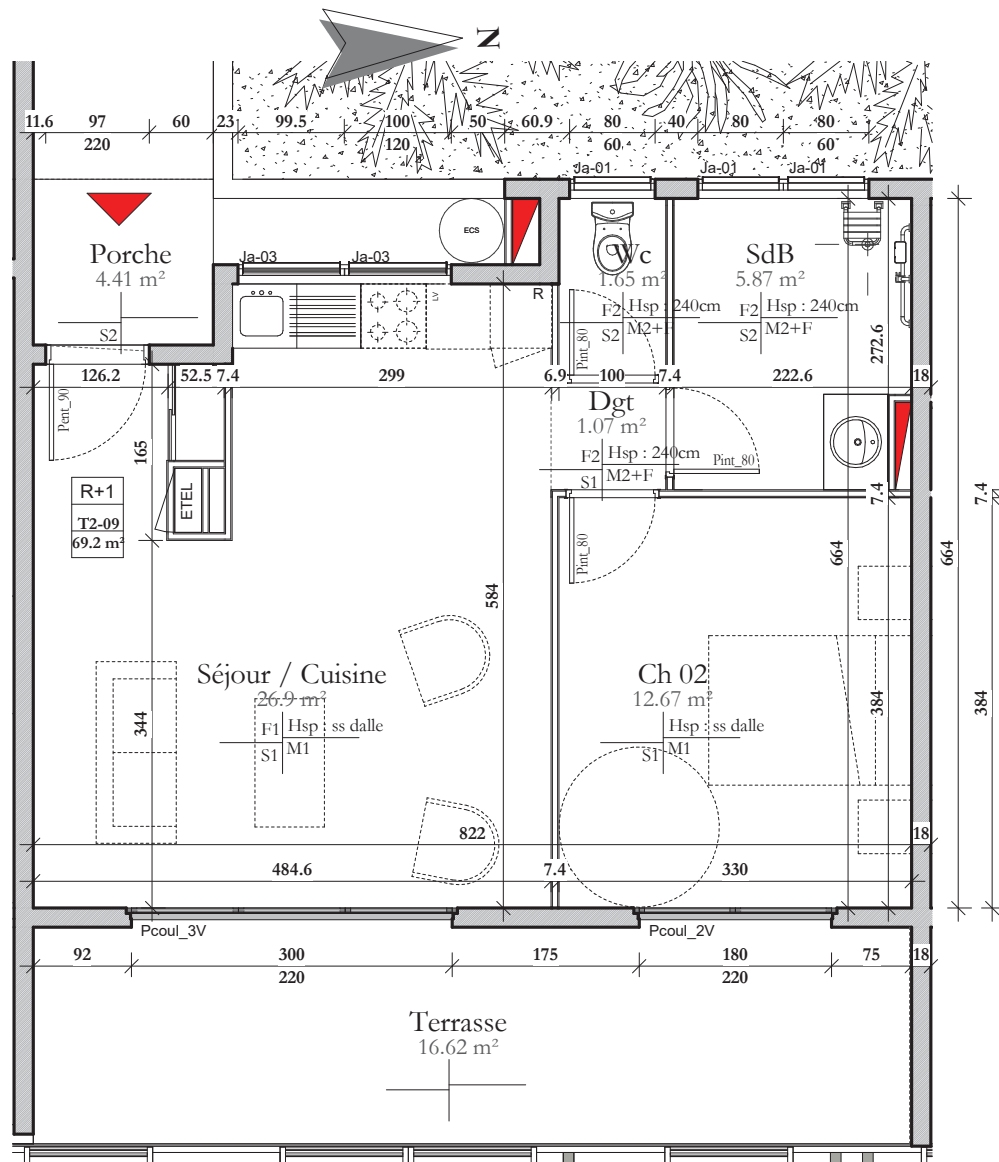 N
11.6 97 60 23 99.5 100 50 60.9 80 40 80 80
220 120 60 60
Ja-01 Ja-01 Ja-01
ECS
Porche
4.41 m²
S2
Ja-03 Ja-03
Wc
1.65 m²
F2 Hsp : 240cm
S2 M2+F
SdB
5.87 m²
F2 Hsp : 240cm
S2 M2+F
LV
R
Pint_80
272.6
126.2 52.5 7.4 299 6.9 100 7.4 222.6 18
Pent_90
165
Dgt
1.07 m²
F2 Hsp : 240cm
S1 M2+F
Pint_80
ETEL
R+1
T2-09
69.2 m²
7.4
7.4
Pint_80
584
664
664
Séjour / Cuisine
26.9 m²
F1 Hsp : ss dalle
S1 M1
Ch 02
12.67 m²
Hsp : ss dalle
S1 M1
344
384
384
822 18
484.6 7.4 330
Pcoul_3V Pcoul_2V
92 300 175 180 75 18
220 220
Terrasse
16.62 m²